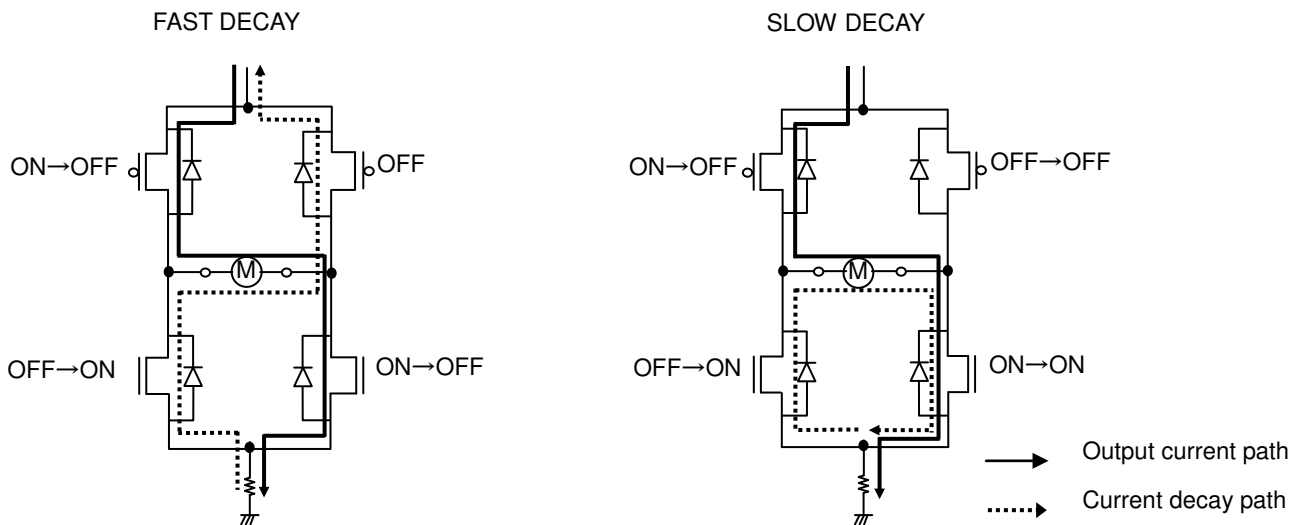 FAST DECAY
ON→OFF
OFF
M
OFF→ON
ON→OFF
SLOW DECAY
ON→OFF
OFF→OFF
M
OFF→ON
ON→ON
Output current path
Current decay path